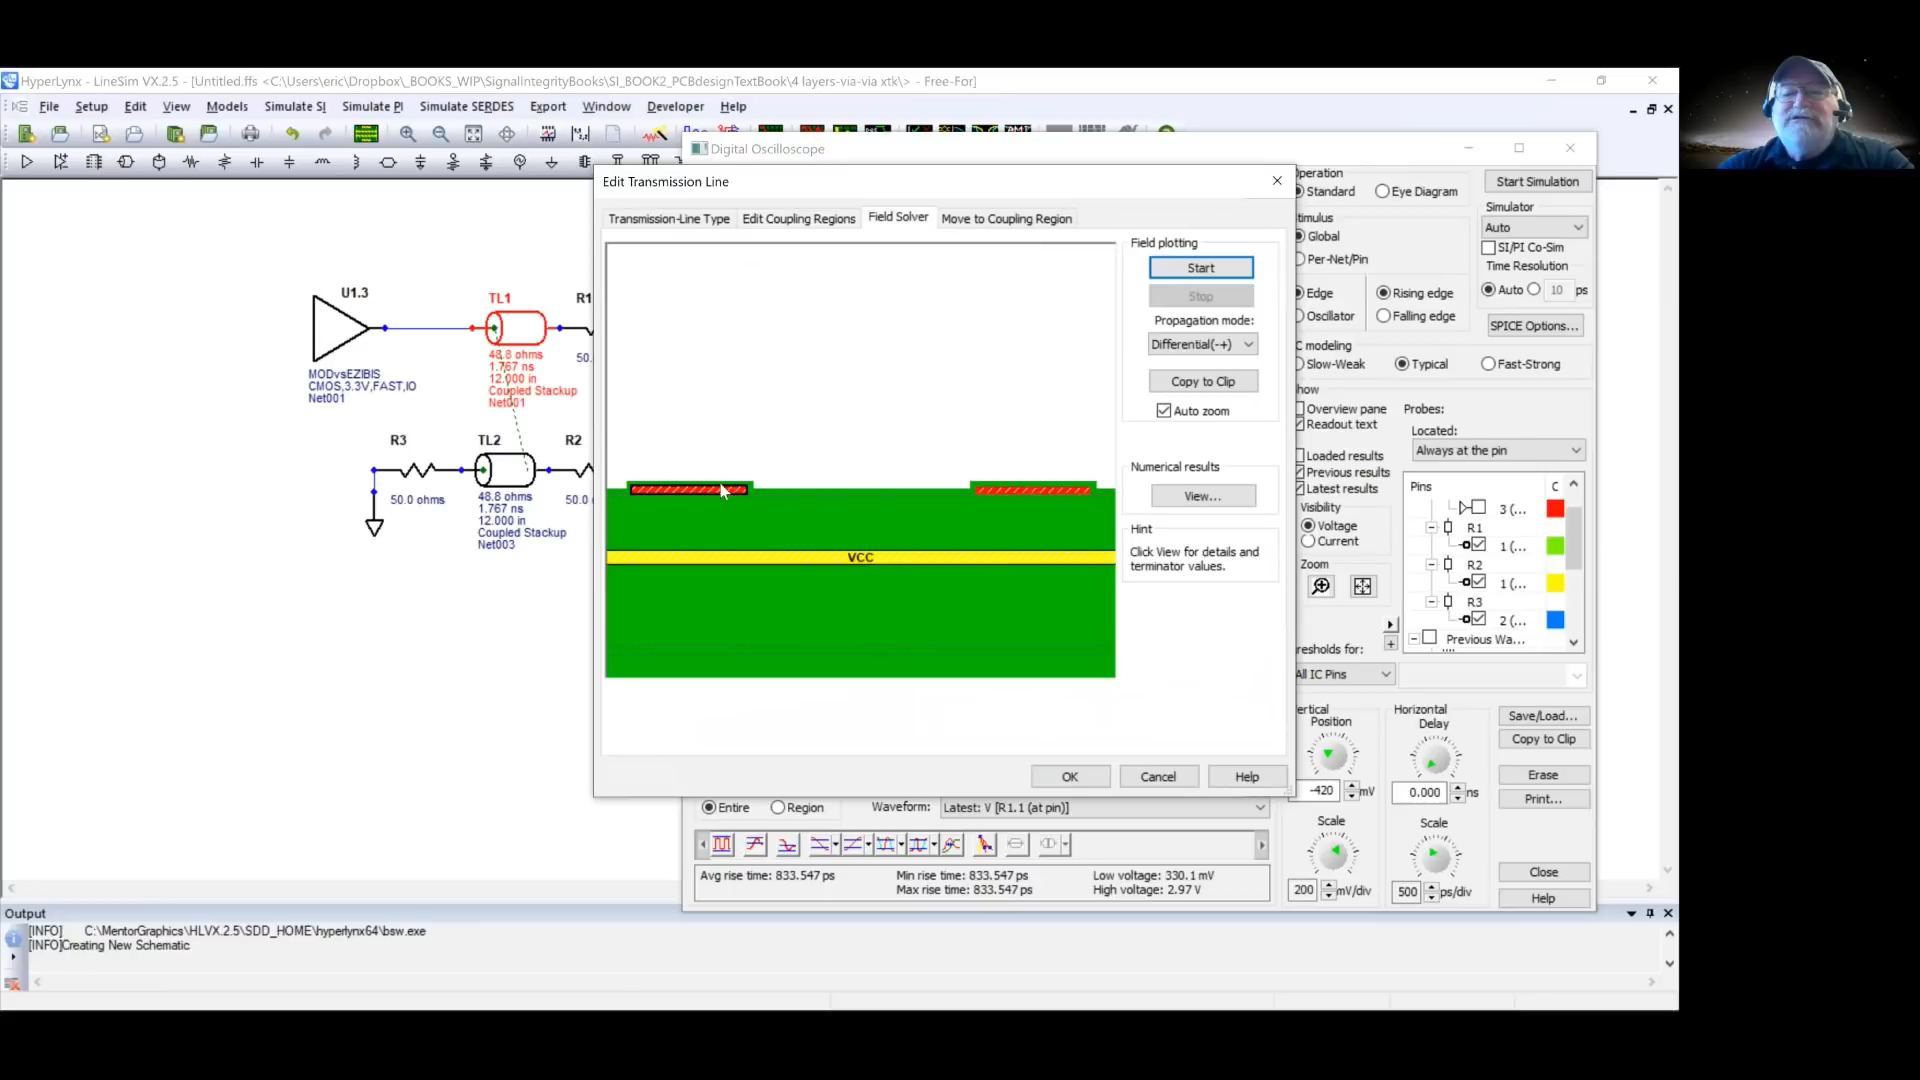 HyperLynx - LineSim VX.2.5 - [Untitled.ffs <C:\Users\eric\Dropbox\_BOOKS_WIP\SignalIntegrityBooks\SI_BOOK2_PCBdesignTextBook\4 layers-via-via xtk\> - Free-For]
File Setup Edit View Models Simulate SI Simulate PI Simulate SERDES Export Window Developer Help
Digital Oscilloscope
Edit Transmission Line
Transmission-Line Type Edit Coupling Regions Field Solver Move to Coupling Region
Field plotting
Start
Stop
Propagation mode:
Differential(-+)
Copy to Clip
Auto zoom
Numerical results
View...
Hint
Click View for details and
terminator values.
VCC
OK Cancel Help
U1.3
MODvsEZIBIS
CMOS,3.3V,FAST,IO
Net001
TL1
48.8 ohms
1.767 ns
12.000 in
Coupled Stackup
Net001
R1
50.
R3
50.0 ohms
TL2
48.8 ohms
1.767 ns
12.000 in
Coupled Stackup
Net003
R2
50.0
Operation
Standard Eye Diagram
Start Simulation
Simulator
Auto
SI/PI Co-Sim
Time Resolution
Auto 10 ps
SPICE Options...
timulus
Global
Per-Net/Pin
Edge Rising edge
Oscillator Falling edge
C modeling
Slow-Weak Typical Fast-Strong
how
Overview pane
Readout text
Loaded results
Previous results
Latest results
Visibility
Voltage
Current
Zoom
Probes:
Located:
Always at the pin
Pins C
3 (...
R1
1 (...
R2
1 (...
R3
2 (...
Previous Wa...
resholds for:
All IC Pins
ertical
Position
-420 mV
Scale
200 mV/div
Horizontal
Delay
0.000 ns
Scale
500 ps/div
Save/Load...
Copy to Clip
Erase
Print...
Close
Help
Entire Region Waveform: Latest: V [R1.1 (at pin)]
Avg rise time: 833.547 ps Min rise time: 833.547 ps Low voltage: 330.1 mV
Max rise time: 833.547 ps High voltage: 2.97 V
Output
[INFO] C:\MentorGraphics\HLVX.2.5\SDD_HOME\hyperlynx64\bsw.exe
[INFO]Creating New Schematic